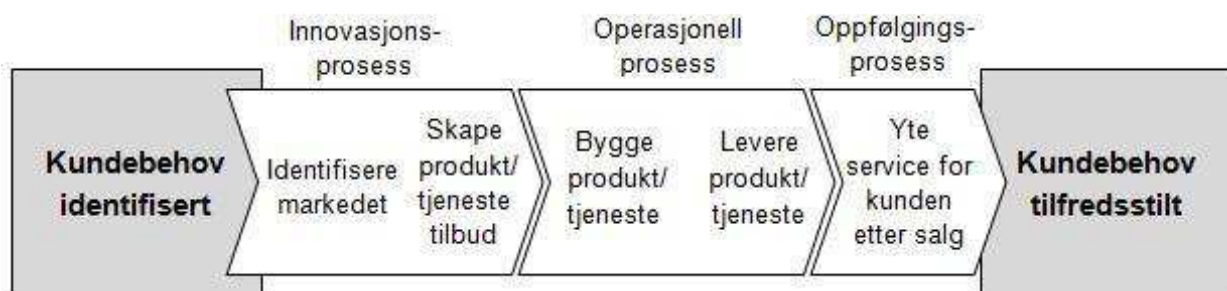 Innovasjons-
prosess
Operasjonell
prosess
Oppfølgings-
prosess
Kundebehov
identifisert
Identifisere
markedet
Skape
produkt/
tjeneste
tilbud
Bygge
produkt/
tjeneste
Levere
produkt/
tjeneste
Yte
service for
kunden
etter salg
Kundebehov
tilfredsstilt